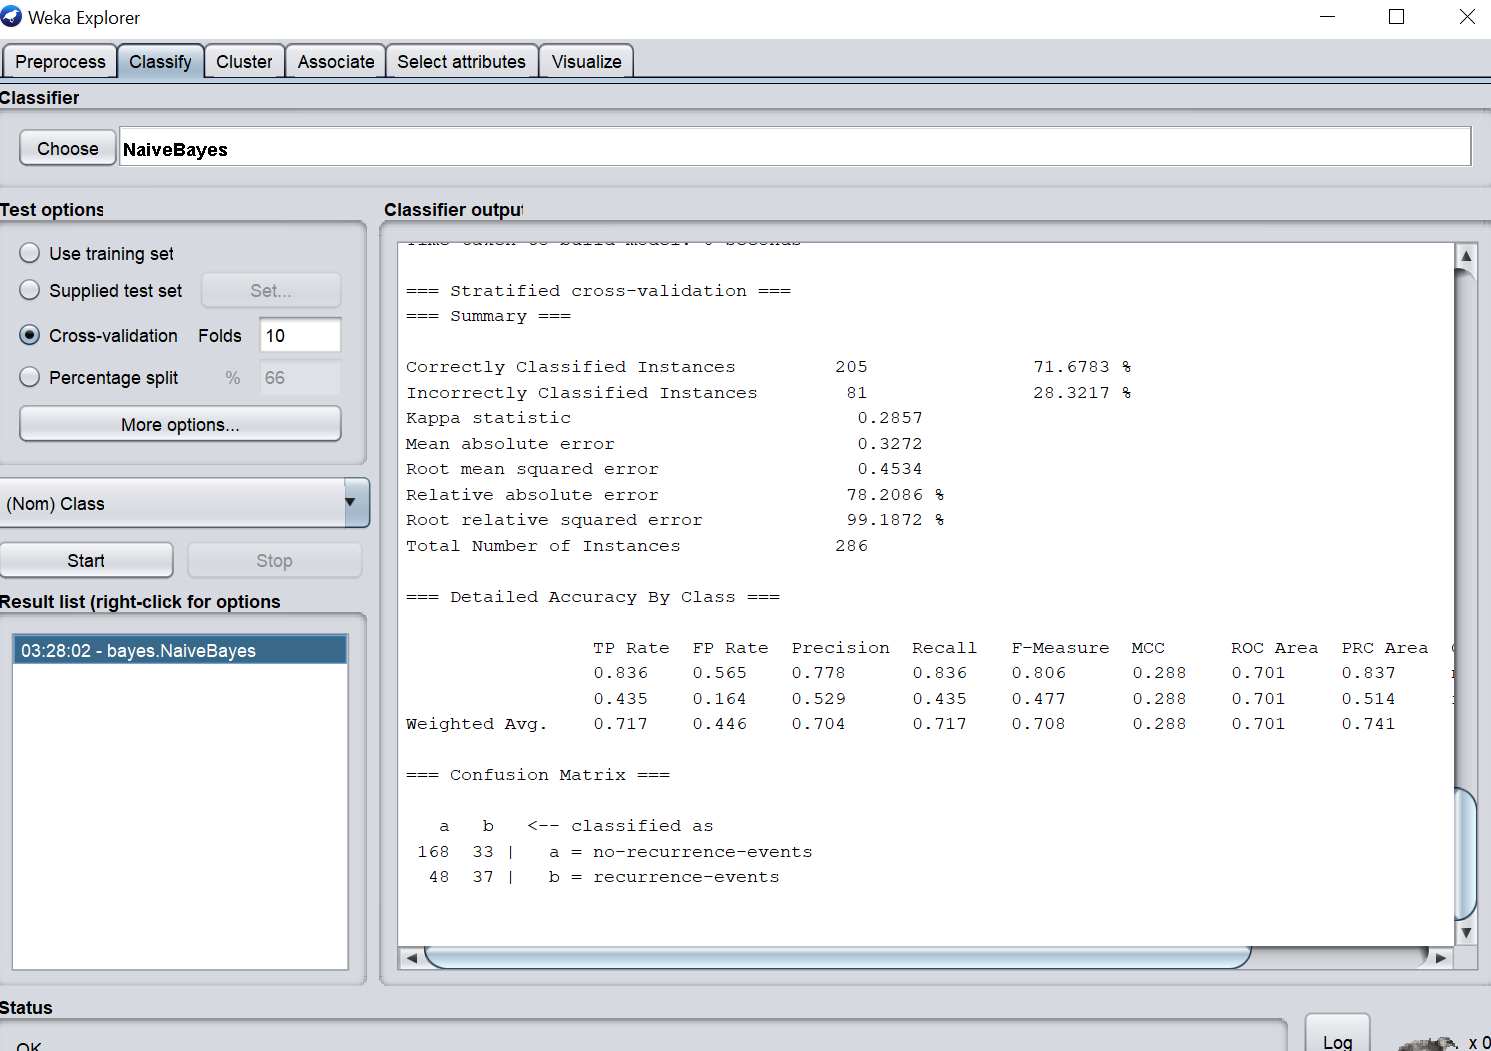 Weka Explorer
Preprocess Classify Cluster Associate Select attributes Visualize
Classifier
Choose NaiveBayes
Test options
Use training set
Supplied test set Set...
Cross-validation Folds 10
Percentage split % 66
More options...
(Nom) Class
Start Stop
Result list (right-click for options
03:28:02 - bayes.NaiveBayes
Classifier output
=== Stratified cross-validation ===
=== Summary ===
Correctly Classified Instances 205 71.6783 %
Incorrectly Classified Instances 81 28.3217 %
Kappa statistic 0.2857
Mean absolute error 0.3272
Root mean squared error 0.4534
Relative absolute error 78.2086 %
Root relative squared error 99.1872 %
Total Number of Instances 286
=== Detailed Accuracy By Class ===
TP Rate FP Rate Precision Recall F-Measure MCC ROC Area PRC Area
0.836 0.565 0.778 0.836 0.806 0.288 0.701 0.837
0.435 0.164 0.529 0.435 0.477 0.288 0.701 0.514
Weighted Avg. 0.717 0.446 0.704 0.717 0.708 0.288 0.701 0.741
=== Confusion Matrix ===
a b <-- classified as
168 33 | a = no-recurrence-events
48 37 | b = recurrence-events
Status
OK
Log
x 0